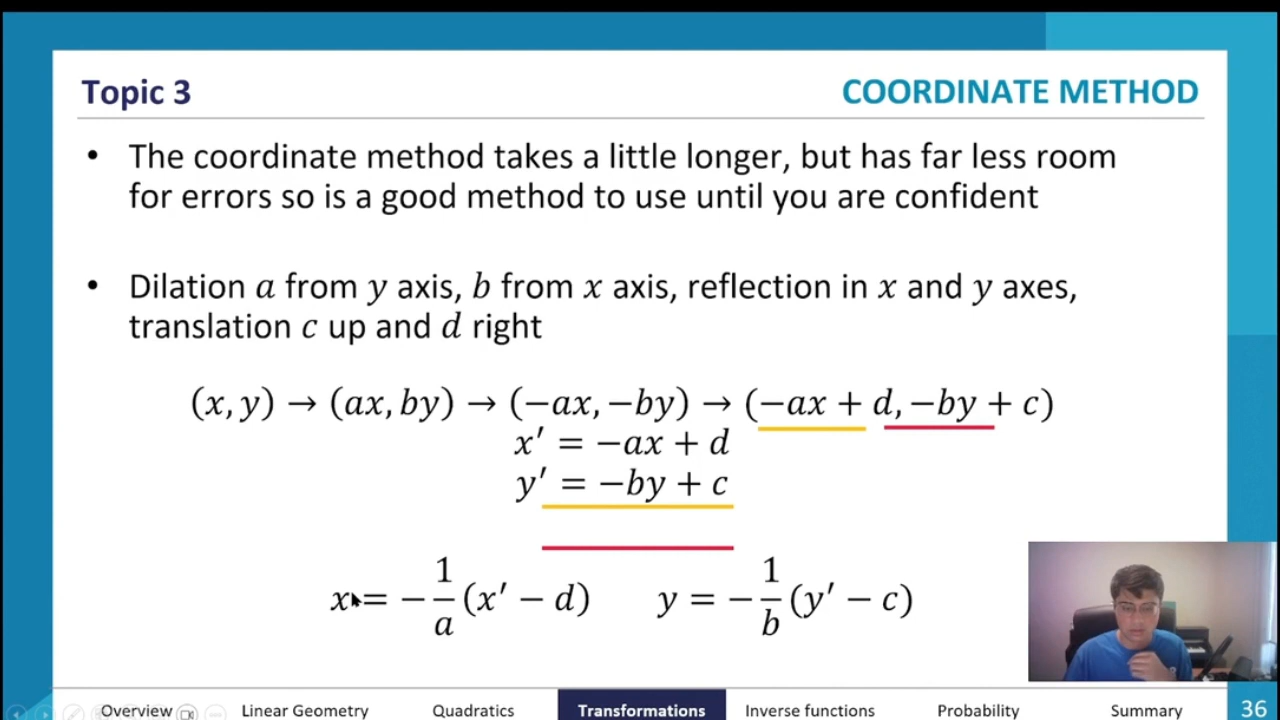 Topic 3
COORDINATE METHOD
• The coordinate method takes a little longer, but has far less room
for errors so is a good method to use until you are confident
• Dilation a from y axis, b from x axis, reflection in x and y axes,
translation c up and d right
(x, y) → (ax, by) → (−ax, −by) → (−ax + d, −by + c)
x′ = −ax + d
y′ = −by + c
x = −1/a (x′ − d) y = −1/b (y′ − c)
Overview Linear Geometry Quadratics Transformations Inverse functions Probability Summary 36